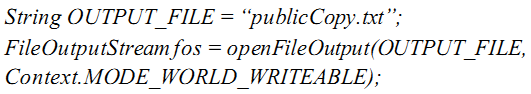 String OUTPUT_FILE = “publicCopy.txt”;
FileOutputStream fos = openFileOutput(OUTPUT_FILE,
Context.MODE_WORLD_WRITEABLE);